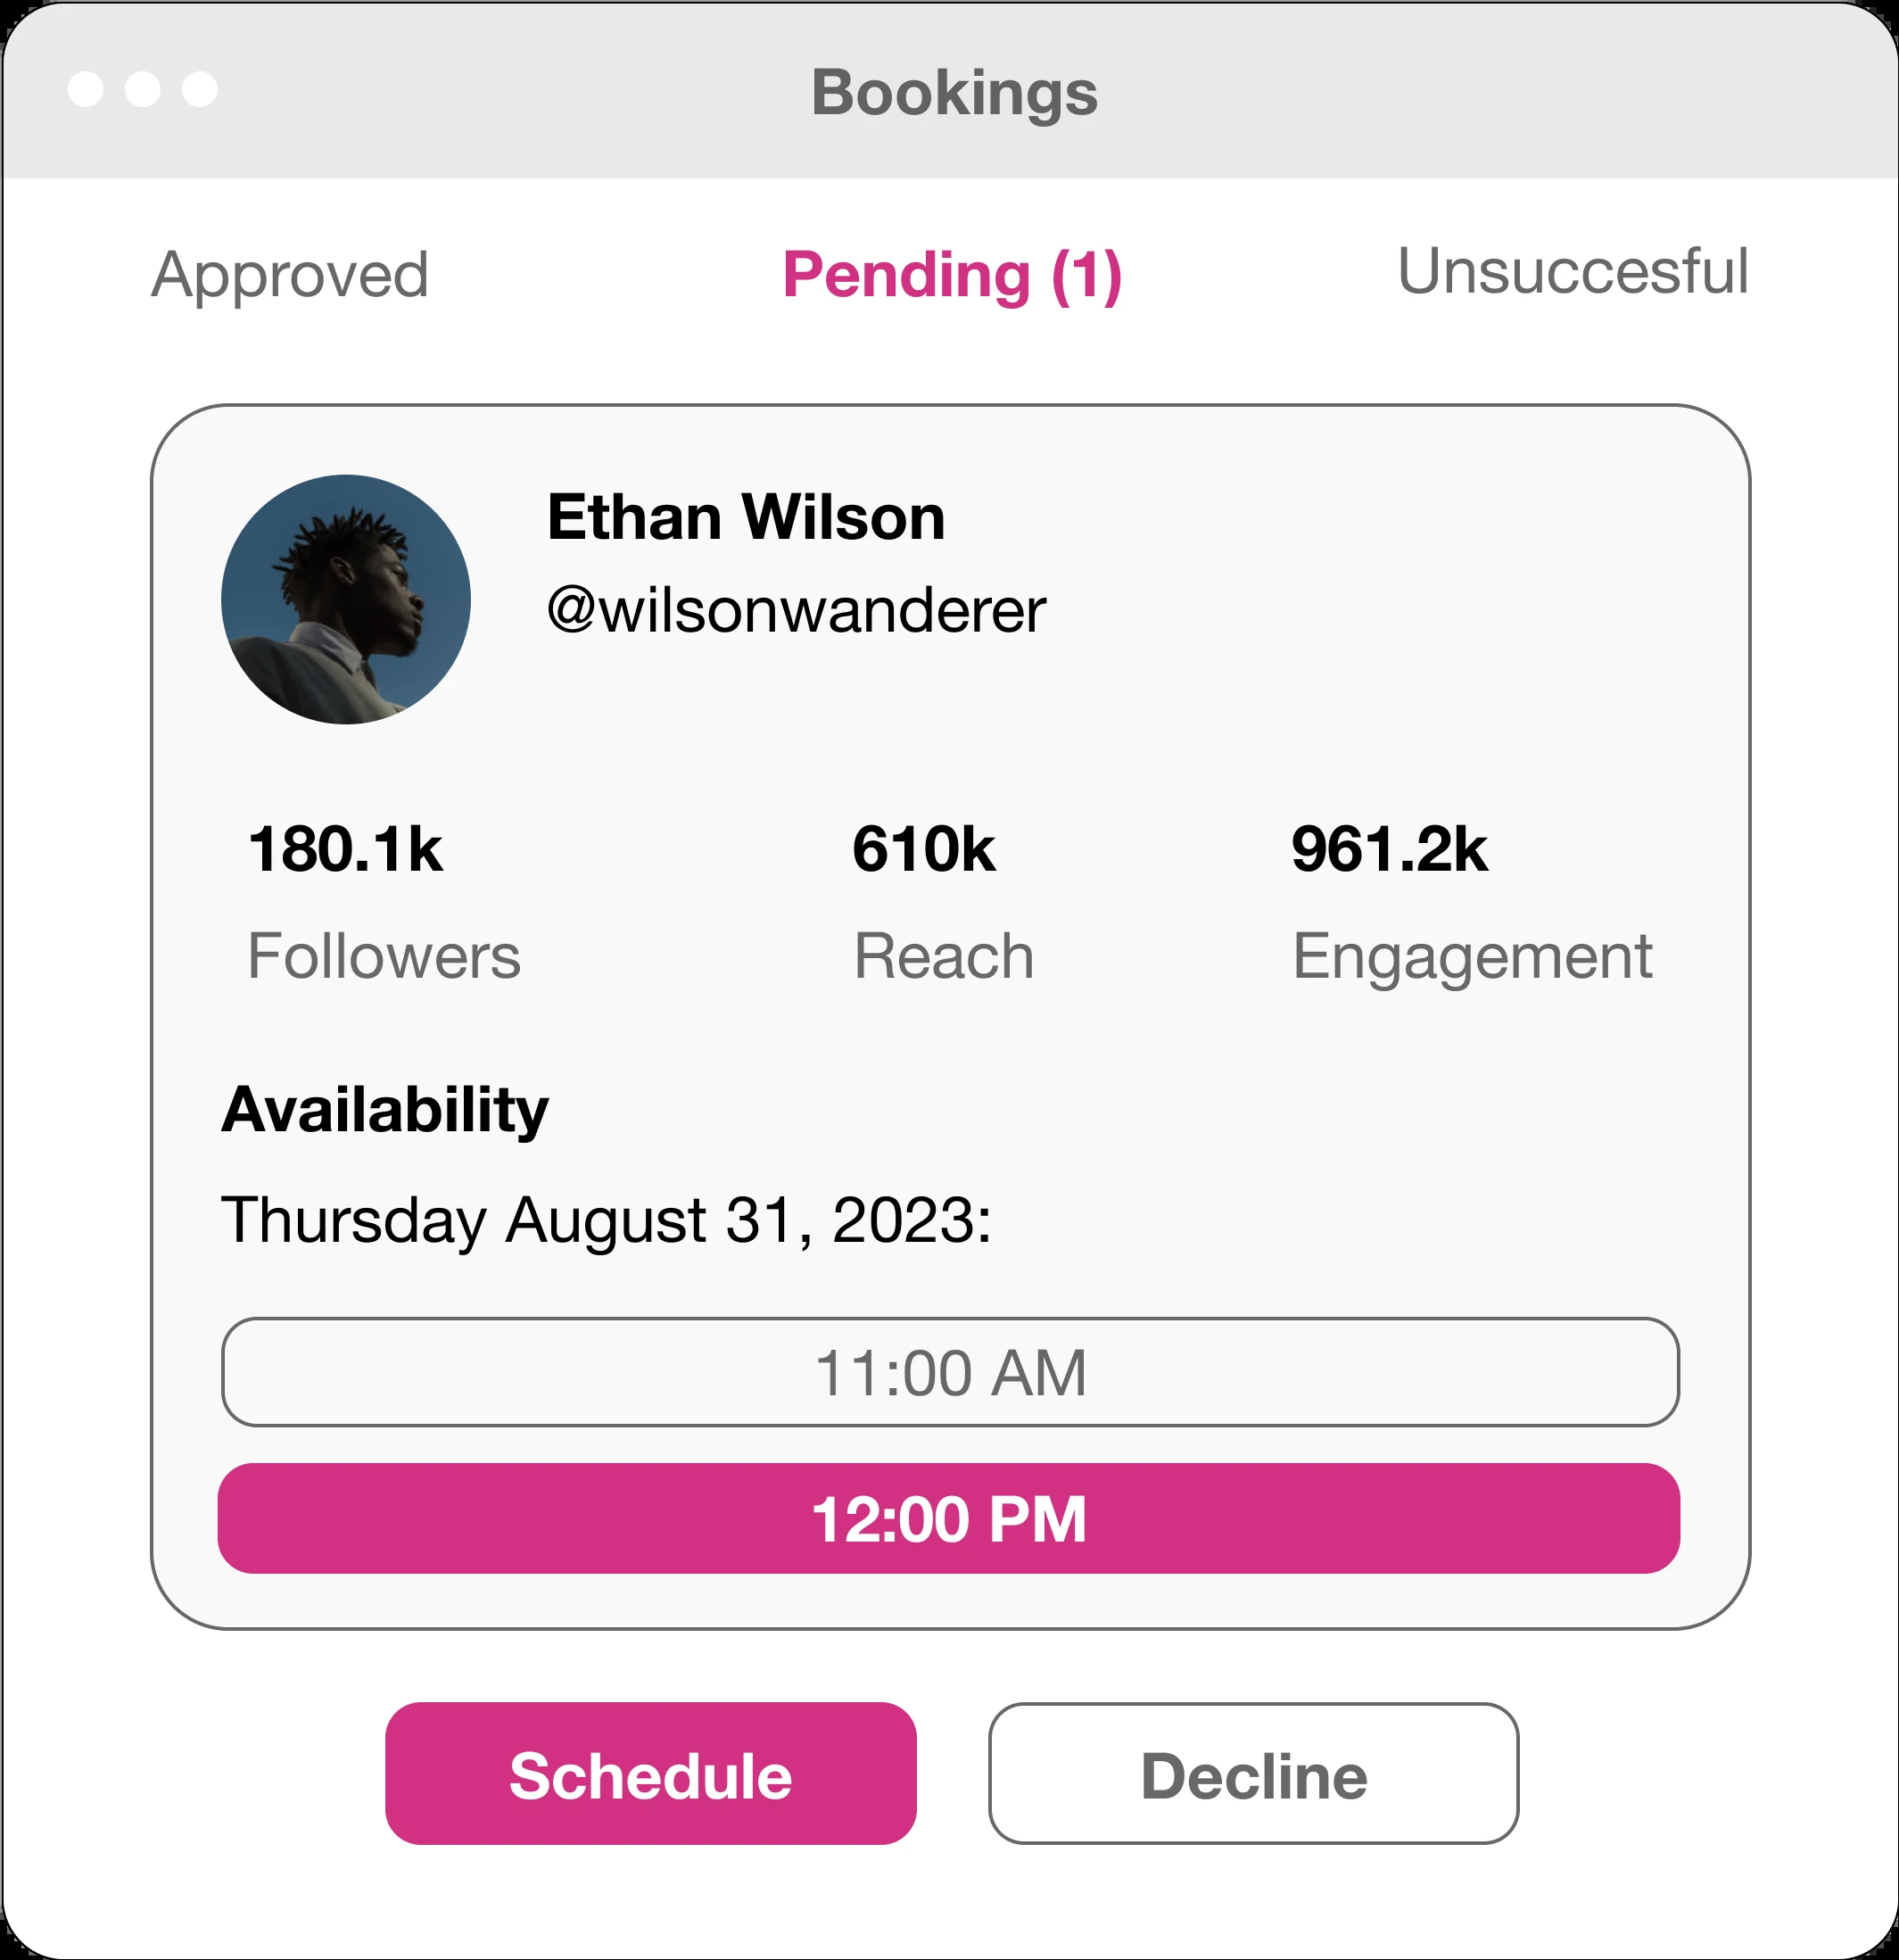 Bookings
Approved
Pending (1)
Unsuccesful
Ethan Wilson
@wilsonwanderer
180.1k
610k
961.2k
Followers
Reach
Engagement
Availability
Thursday August 31, 2023:
11:00 AM
12:00 PM
Schedule
Decline